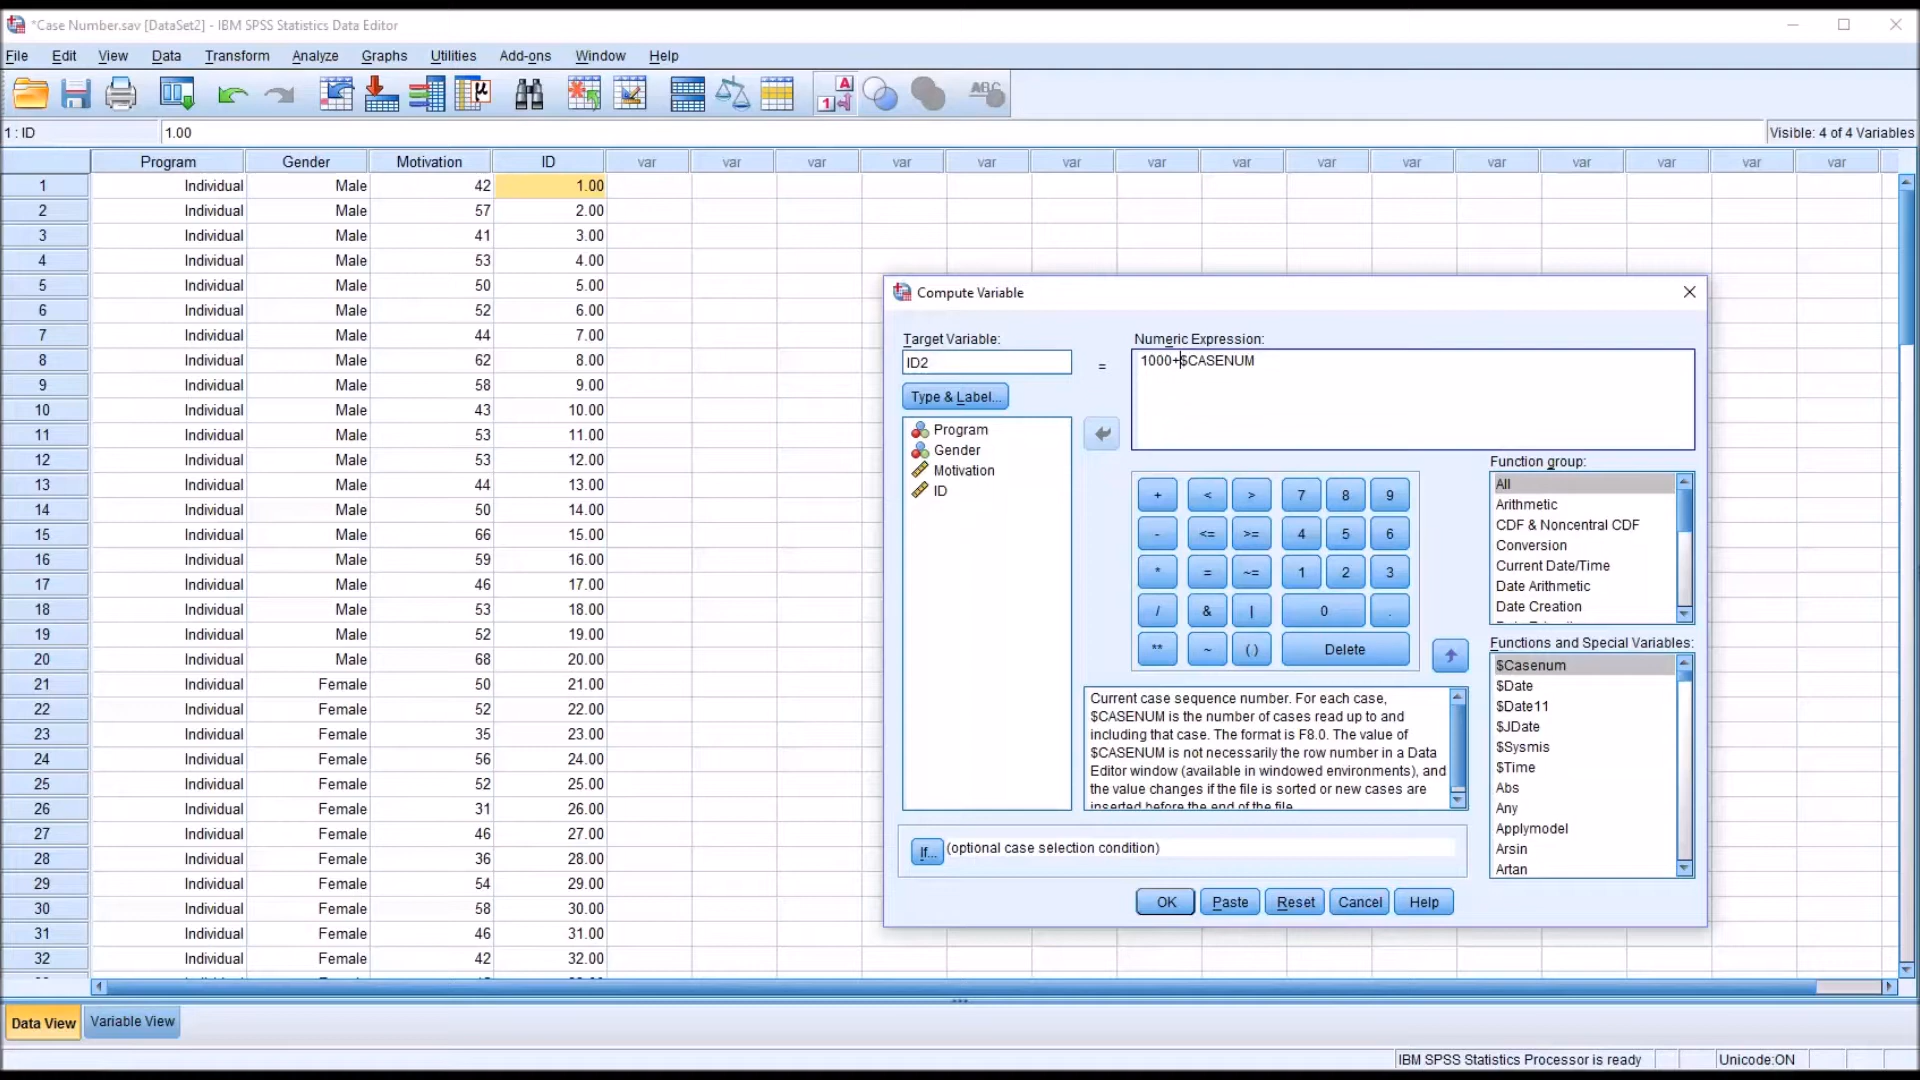 *Case Number.sav [DataSet2] - IBM SPSS Statistics Data Editor
File Edit View Data Transform Analyze Graphs Utilities Add-ons Window Help
1 : ID 1.00 Visible: 4 of 4 Variables
Program Gender Motivation ID var var var var var var var var var var var var var var var
1 Individual Male 42 1.00
2 Individual Male 57 2.00
3 Individual Male 41 3.00
4 Individual Male 53 4.00
5 Individual Male 50 5.00
6 Individual Male 52 6.00
7 Individual Male 44 7.00
8 Individual Male 62 8.00
9 Individual Male 58 9.00
10 Individual Male 43 10.00
11 Individual Male 53 11.00
12 Individual Male 53 12.00
13 Individual Male 44 13.00
14 Individual Male 50 14.00
15 Individual Male 66 15.00
16 Individual Male 59 16.00
17 Individual Male 46 17.00
18 Individual Male 53 18.00
19 Individual Male 52 19.00
20 Individual Male 68 20.00
21 Individual Female 50 21.00
22 Individual Female 52 22.00
23 Individual Female 35 23.00
24 Individual Female 56 24.00
25 Individual Female 52 25.00
26 Individual Female 31 26.00
27 Individual Female 46 27.00
28 Individual Female 36 28.00
29 Individual Female 54 29.00
30 Individual Female 58 30.00
31 Individual Female 46 31.00
32 Individual Female 42 32.00
Compute Variable
Target Variable:
ID2
=
Numeric Expression:
1000+$CASENUM
Type & Label...
Program
Gender
Motivation
ID
+ < > 7 8 9
- <= >= 4 5 6
* = ~= 1 2 3
/ & | 0 .
** ~ () Delete
Function group:
All
Arithmetic
CDF & Noncentral CDF
Conversion
Current Date/Time
Date Arithmetic
Date Creation
Functions and Special Variables:
$Casenum
$Date
$Date11
$JDate
$Sysmis
$Time
Abs
Any
Applymodel
Arsin
Artan
Current case sequence number. For each case,
$CASENUM is the number of cases read up to and
including that case. The format is F8.0. The value of
$CASENUM is not necessarily the row number in a Data
Editor window (available in windowed environments), and
the value changes if the file is sorted or new cases are
inserted before the end of the file.
If... (optional case selection condition)
OK Paste Reset Cancel Help
Data View Variable View
IBM SPSS Statistics Processor is ready Unicode:ON